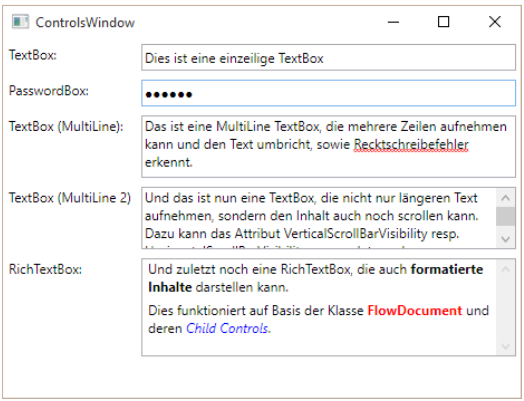 ControlsWindow
TextBox:
Dies ist eine einzeilige TextBox
PasswordBox:
●●●●●●
TextBox (MultiLine):
Das ist eine MultiLine TextBox, die mehrere Zeilen aufnehmen
kann und den Text umbricht, sowie Recktschreibefehler
erkennt.
TextBox (MultiLine 2)
Und das ist nun eine TextBox, die nicht nur längeren Text
aufnehmen, sondern den Inhalt auch noch scrollen kann.
Dazu kann das Attribut VerticalScrollBarVisibility resp.
RichTextBox:
Und zuletzt noch eine RichTextBox, die auch formatierte
Inhalte darstellen kann.
Dies funktioniert auf Basis der Klasse FlowDocument und
deren Child Controls.